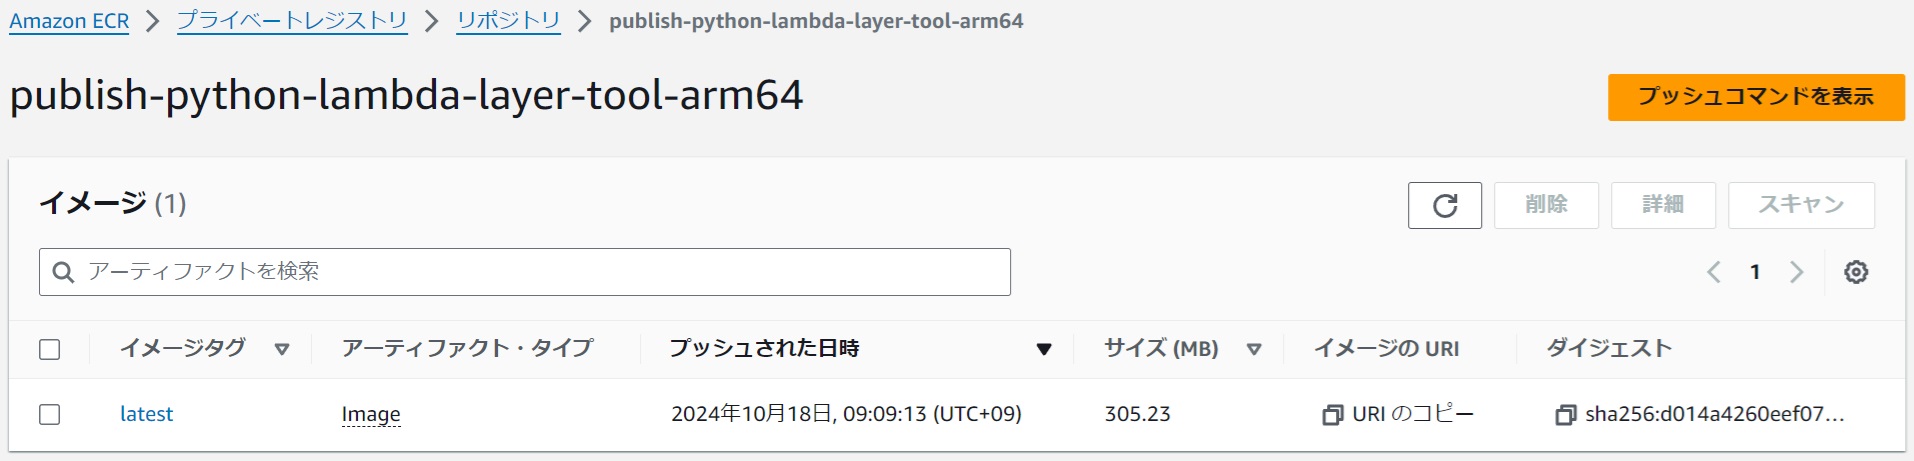 Amazon ECR > プライベートレジストリ > リポジトリ > publish-python-lambda-layer-tool-arm64
publish-python-lambda-layer-tool-arm64
プッシュコマンドを表示
イメージ (1)
削除 詳細 スキャン
アーティファクトを検索
1
イメージタグ アーティファクト・タイプ プッシュされた日時 サイズ (MB) イメージの URI ダイジェスト
latest Image 2024年10月18日, 09:09:13 (UTC+09) 305.23 URI のコピー sha256:d014a4260eef07...